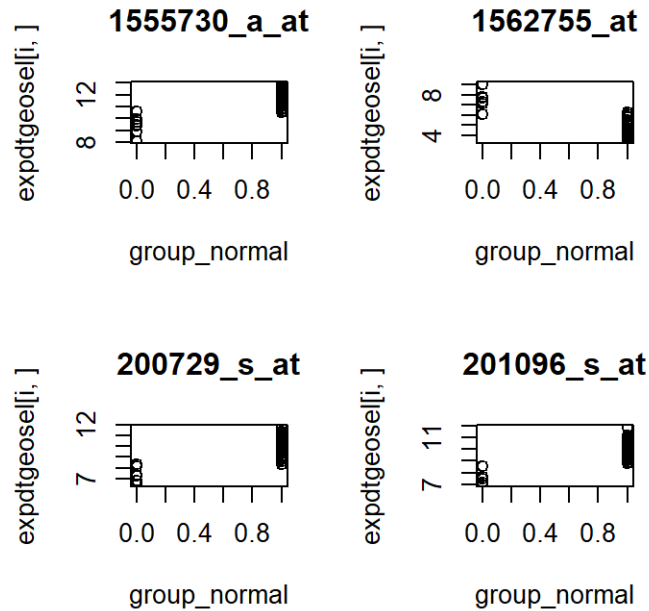 1555730_a_at
expdtgeosel[i, ]
12
8
0.0 0.4 0.8
group_normal
1562755_at
expdtgeosel[i, ]
8
4
0.0 0.4 0.8
group_normal
200729_s_at
expdtgeosel[i, ]
12
7
0.0 0.4 0.8
group_normal
201096_s_at
expdtgeosel[i, ]
11
7
0.0 0.4 0.8
group_normal